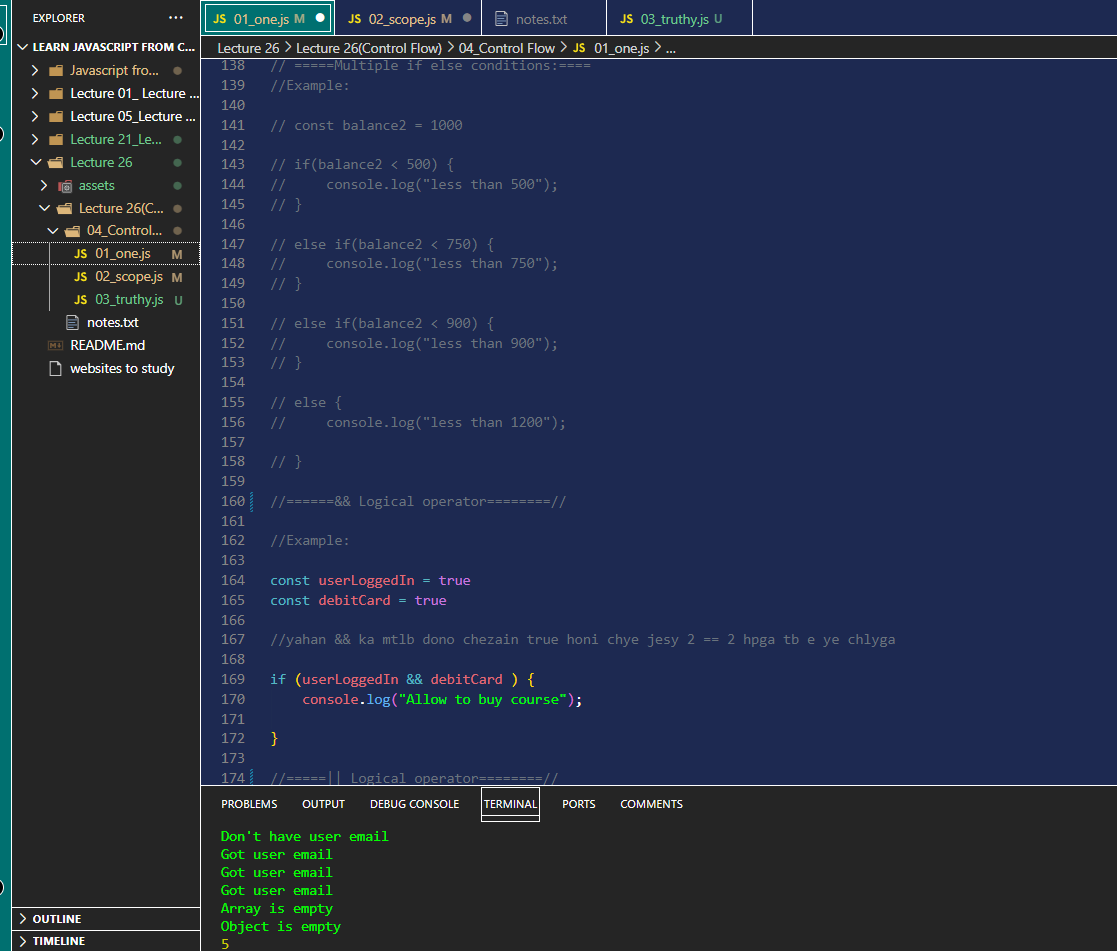 EXPLORER ...
LEARN JAVASCRIPT FROM C...
Javascript fro...
Lecture 01_ Lecture ...
Lecture 05_Lecture ...
Lecture 21_Le...
Lecture 26
assets
Lecture 26(C...
04_Control...
JS 01_one.js M
JS 02_scope.js M
JS 03_truthy.js U
notes.txt
README.md
websites to study
OUTLINE
TIMELINE
JS 01_one.js M JS 02_scope.js M notes.txt JS 03_truthy.js U
Lecture 26 > Lecture 26(Control Flow) > 04_Control Flow > JS 01_one.js > ...
138 // =====Multiple if else conditions:====
139 //Example:
140
141 // const balance2 = 1000
142
143 // if(balance2 < 500) {
144 //     console.log("less than 500");
145 // }
146
147 // else if(balance2 < 750) {
148 //     console.log("less than 750");
149 // }
150
151 // else if(balance2 < 900) {
152 //     console.log("less than 900");
153 // }
154
155 // else {
156 //     console.log("less than 1200");
157
158 // }
159
160 //======&& Logical operator========//
161
162 //Example:
163
164 const userLoggedIn = true
165 const debitCard = true
166
167 //yahan && ka mtlb dono chezain true honi chye jesy 2 == 2 hpga tb e ye chlyga
168
169 if (userLoggedIn && debitCard ) {
170     console.log("Allow to buy course");
171
172 }
173
174 //=====|| Logical operator========//
PROBLEMS OUTPUT DEBUG CONSOLE TERMINAL PORTS COMMENTS
Don't have user email
Got user email
Got user email
Got user email
Array is empty
Object is empty
5